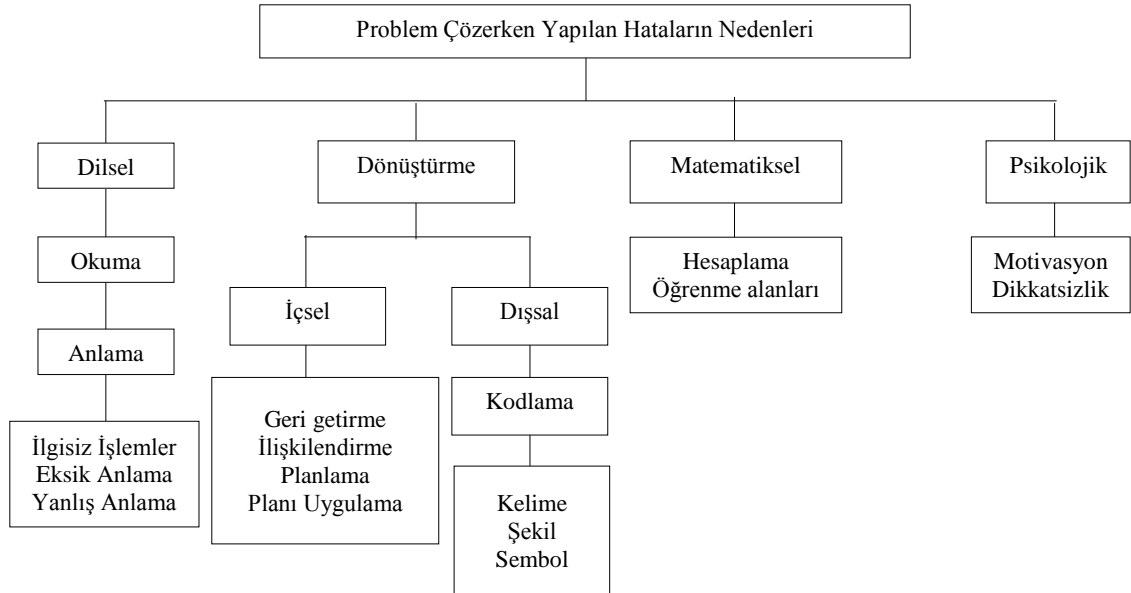 Problem Çözerken Yapılan Hataların Nedenleri
Dilsel
Dönüştürme
Matematiksel
Psikolojik
Okuma
Hesaplama
Öğrenme alanları
Motivasyon
Dikkatsizlik
İçsel
Dışsal
Anlama
Geri getirme
İlişkilendirme
Planlama
Planı Uygulama
Kodlama
İlgisiz İşlemler
Eksik Anlama
Yanlış Anlama
Kelime
Şekil
Sembol